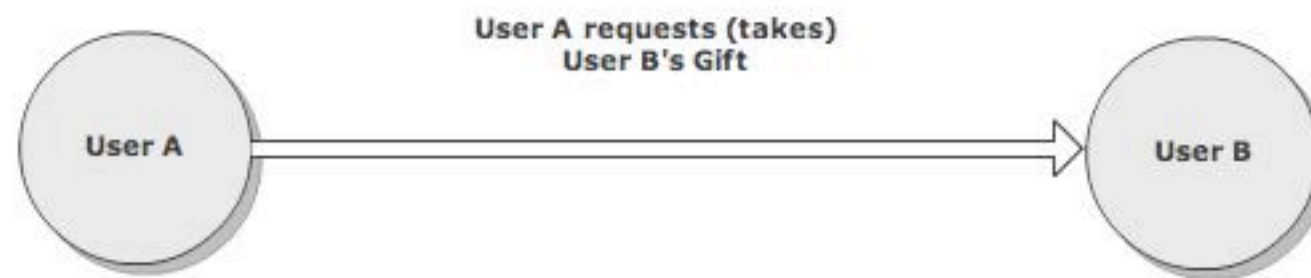 User A requests (takes)
User B's Gift
User A
User B